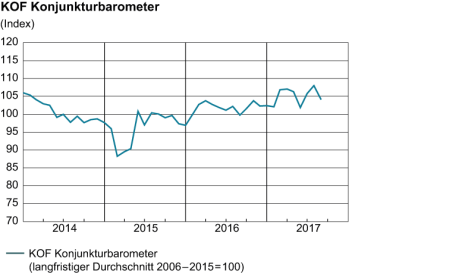 KOF Konjunkturbarometer
(Index)
120
115
110
105
100
95
90
85
80
75
70
2014 2015 2016 2017
KOF Konjunkturbarometer
(langfristiger Durchschnitt 2006–2015=100)